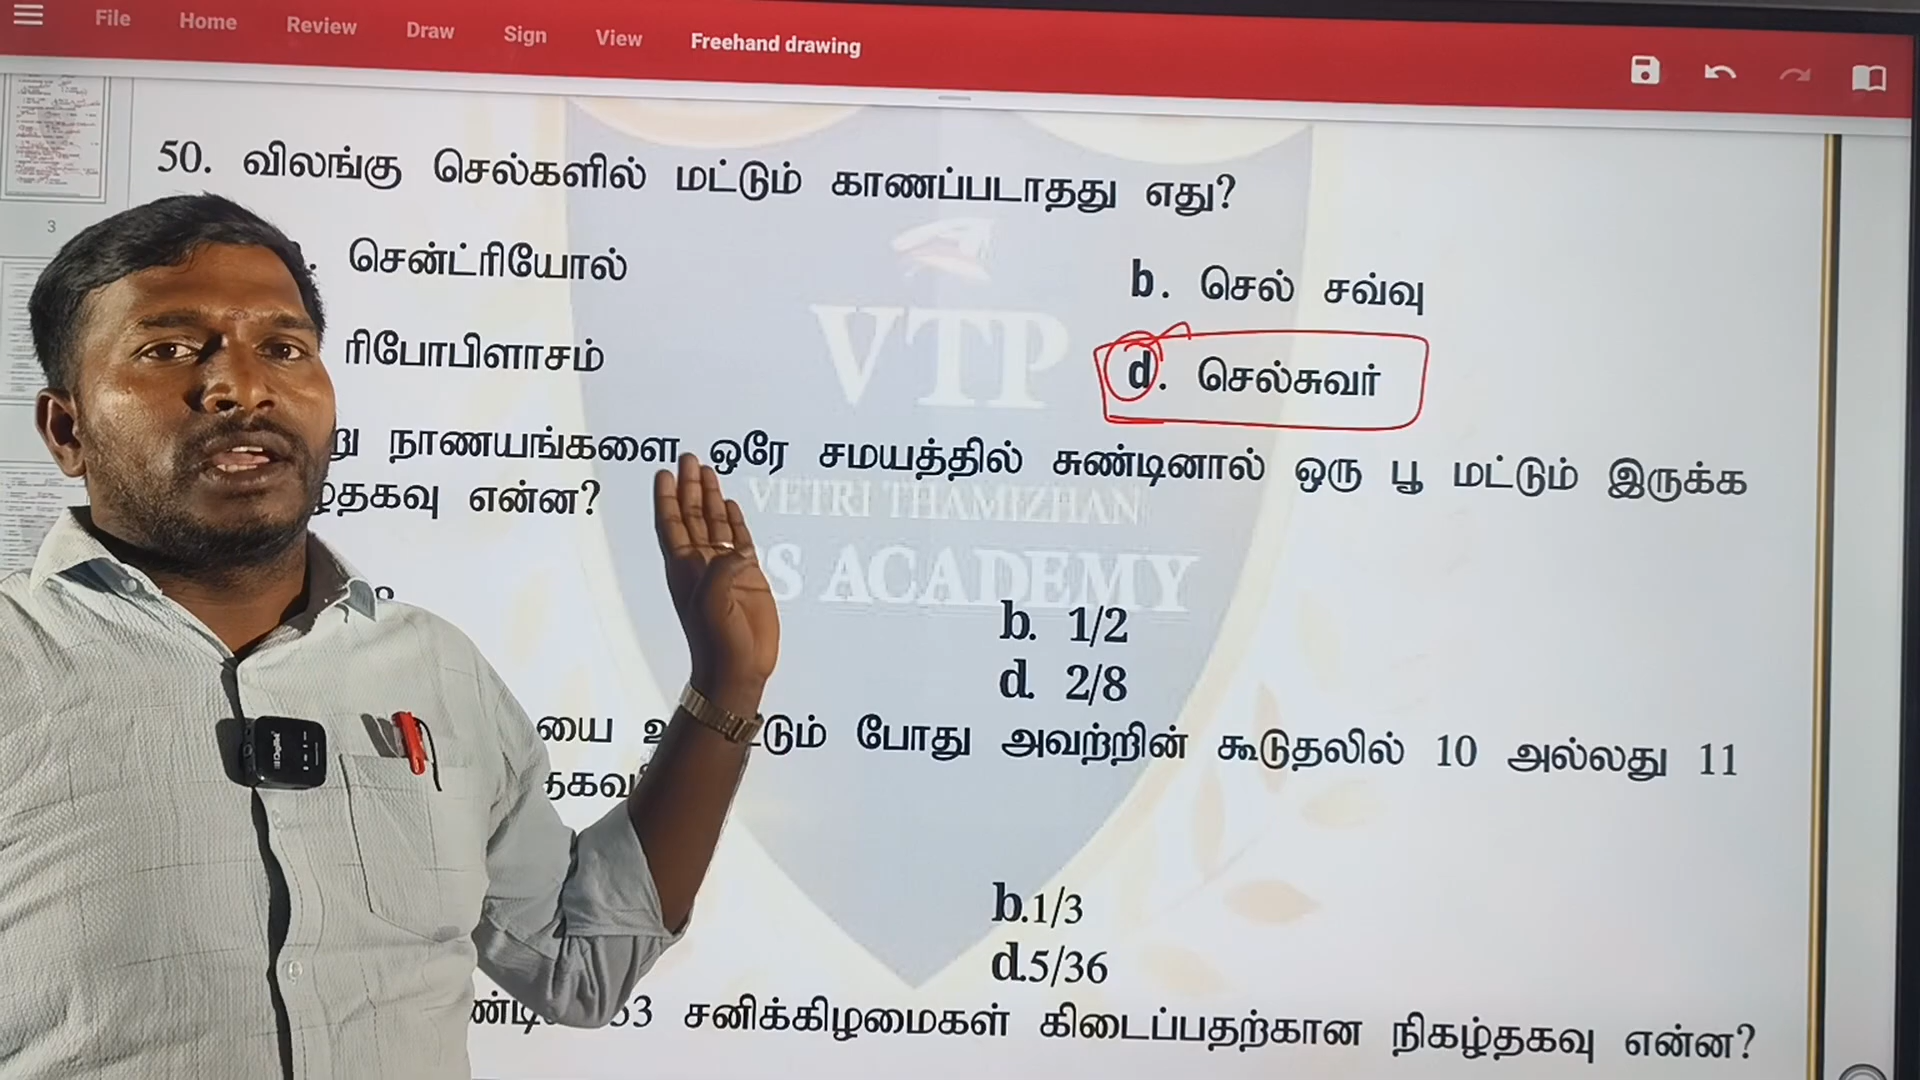 File Home Review Draw Sign View Freehand drawing
3
50. விலங்கு செல்களில் மட்டும் காணப்படாதது எது?
சென்ட்ரியோல்
b. செல் சவ்வு
ரிபோபிளாசம்
d. செல்சுவர்
நாணயங்களை ஒரே சமயத்தில் சுண்டினால் ஒரு பூ மட்டும் இருக்க
என்ன?
VTP
VETRI THAMIZHAN
ACADEMY
b. 1/2
d. 2/8
போது அவற்றின் கூடுதலில் 10 அல்லது 11
b.1/3
d.5/36
53 சனிக்கிழமைகள் கிடைப்பதற்கான நிகழ்தகவு என்ன?